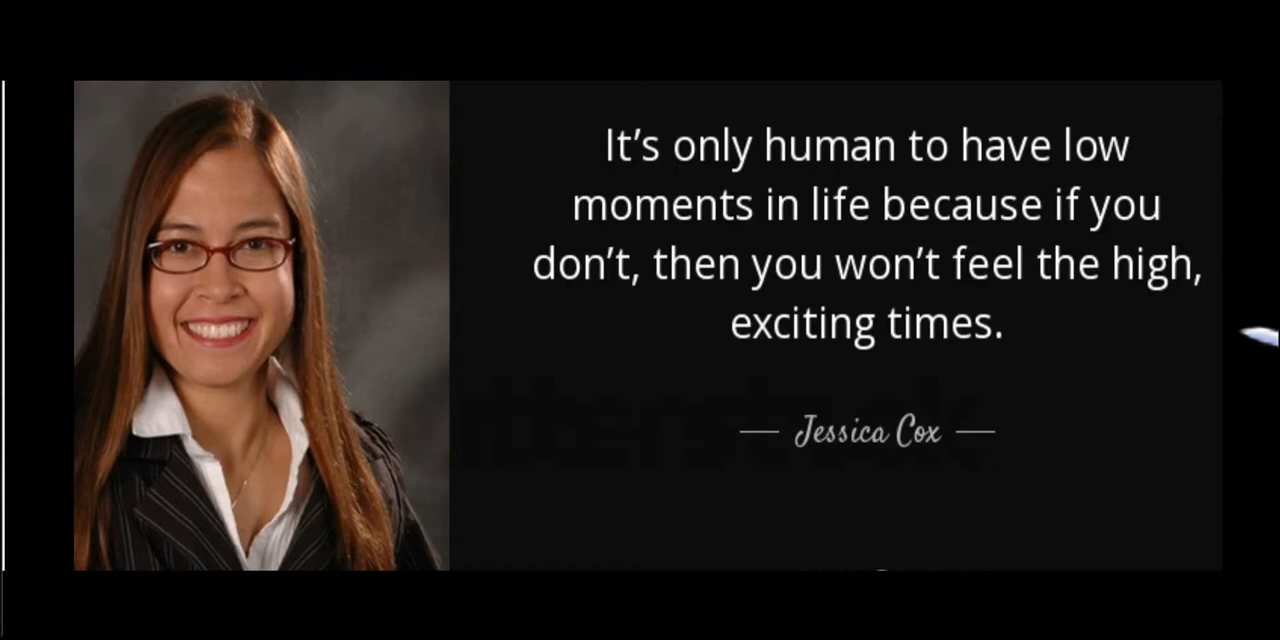 It’s only human to have low
moments in life because if you
don’t, then you won’t feel the high,
exciting times.
— Jessica Cox —